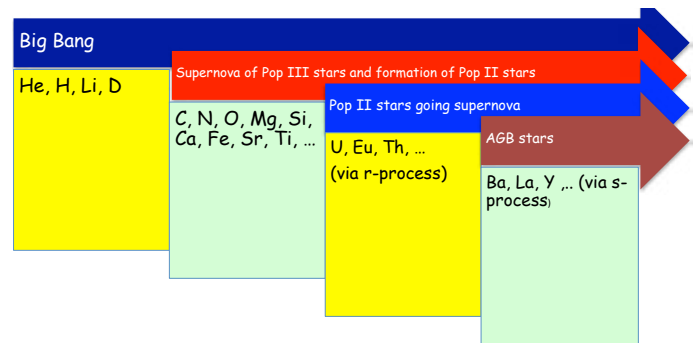 Big Bang
He, H, Li, D
Supernova of Pop III stars and formation of Pop II stars
C, N, O, Mg, Si,
Ca, Fe, Sr, Ti, …
Pop II stars going supernova
U, Eu, Th, …
(via r-process)
AGB stars
Ba, La, Y ,.. (via s-
process)